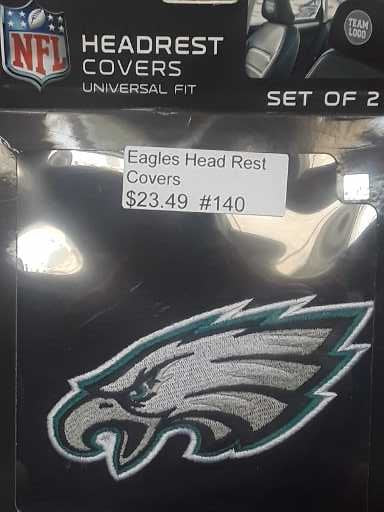 NFL
HEADREST
COVERS
UNIVERSAL FIT
TEAM
LOGO
SET OF 2
Eagles Head Rest
Covers
$23.49 #140